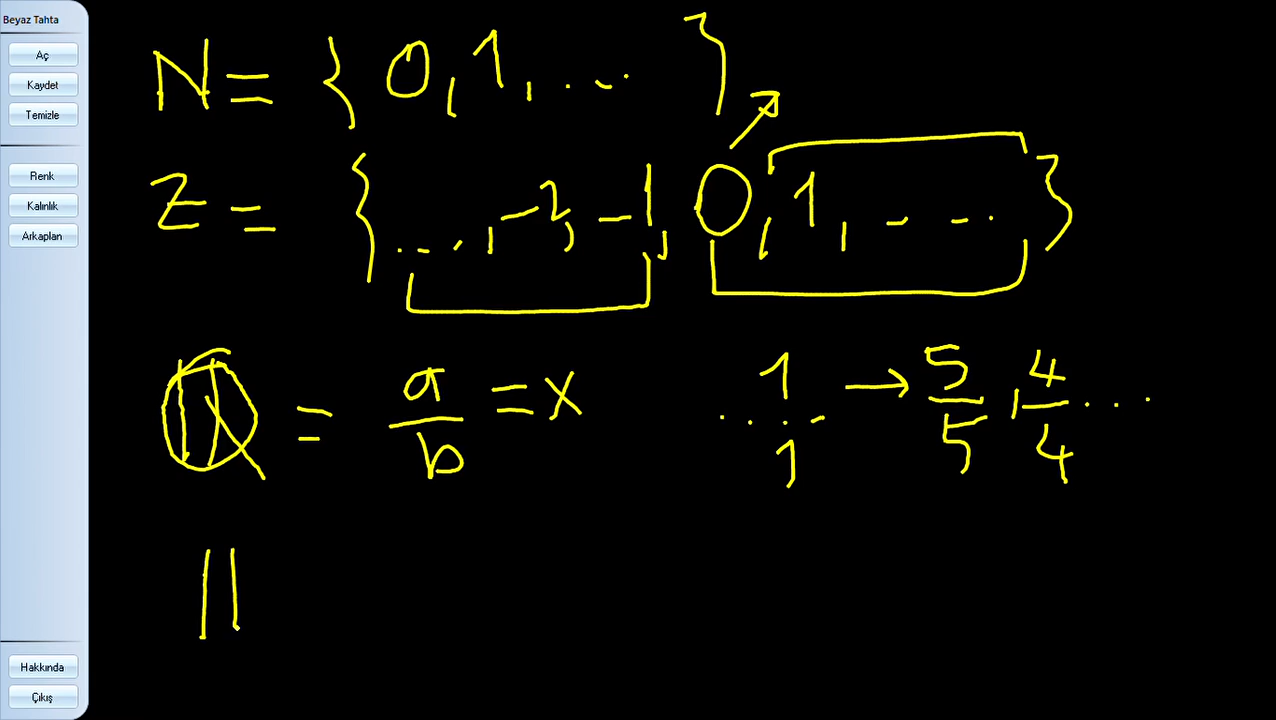 Beyaz Tahta
Aç
Kaydet
Temizle
Renk
Kalınlık
Arkaplan
Hakkında
Çıkış
N = { 0, 1, ... }
Z = { ..., -2, -1, 0, 1, ... }
Q = a/b = x 1/1 → 5/5, 4/4 ...